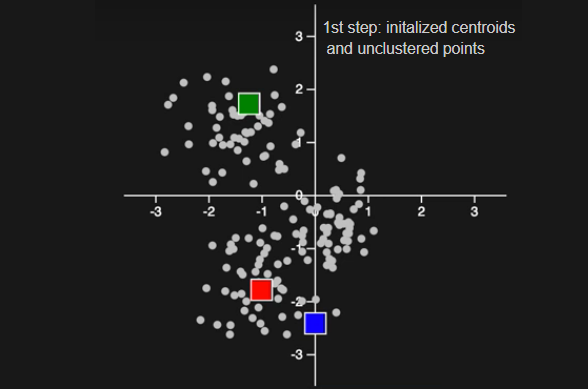 1st step: initalized centroids
and unclustered points
3
2
1
0
-3 -2 -1 0 1 2 3
-1
-2
-3